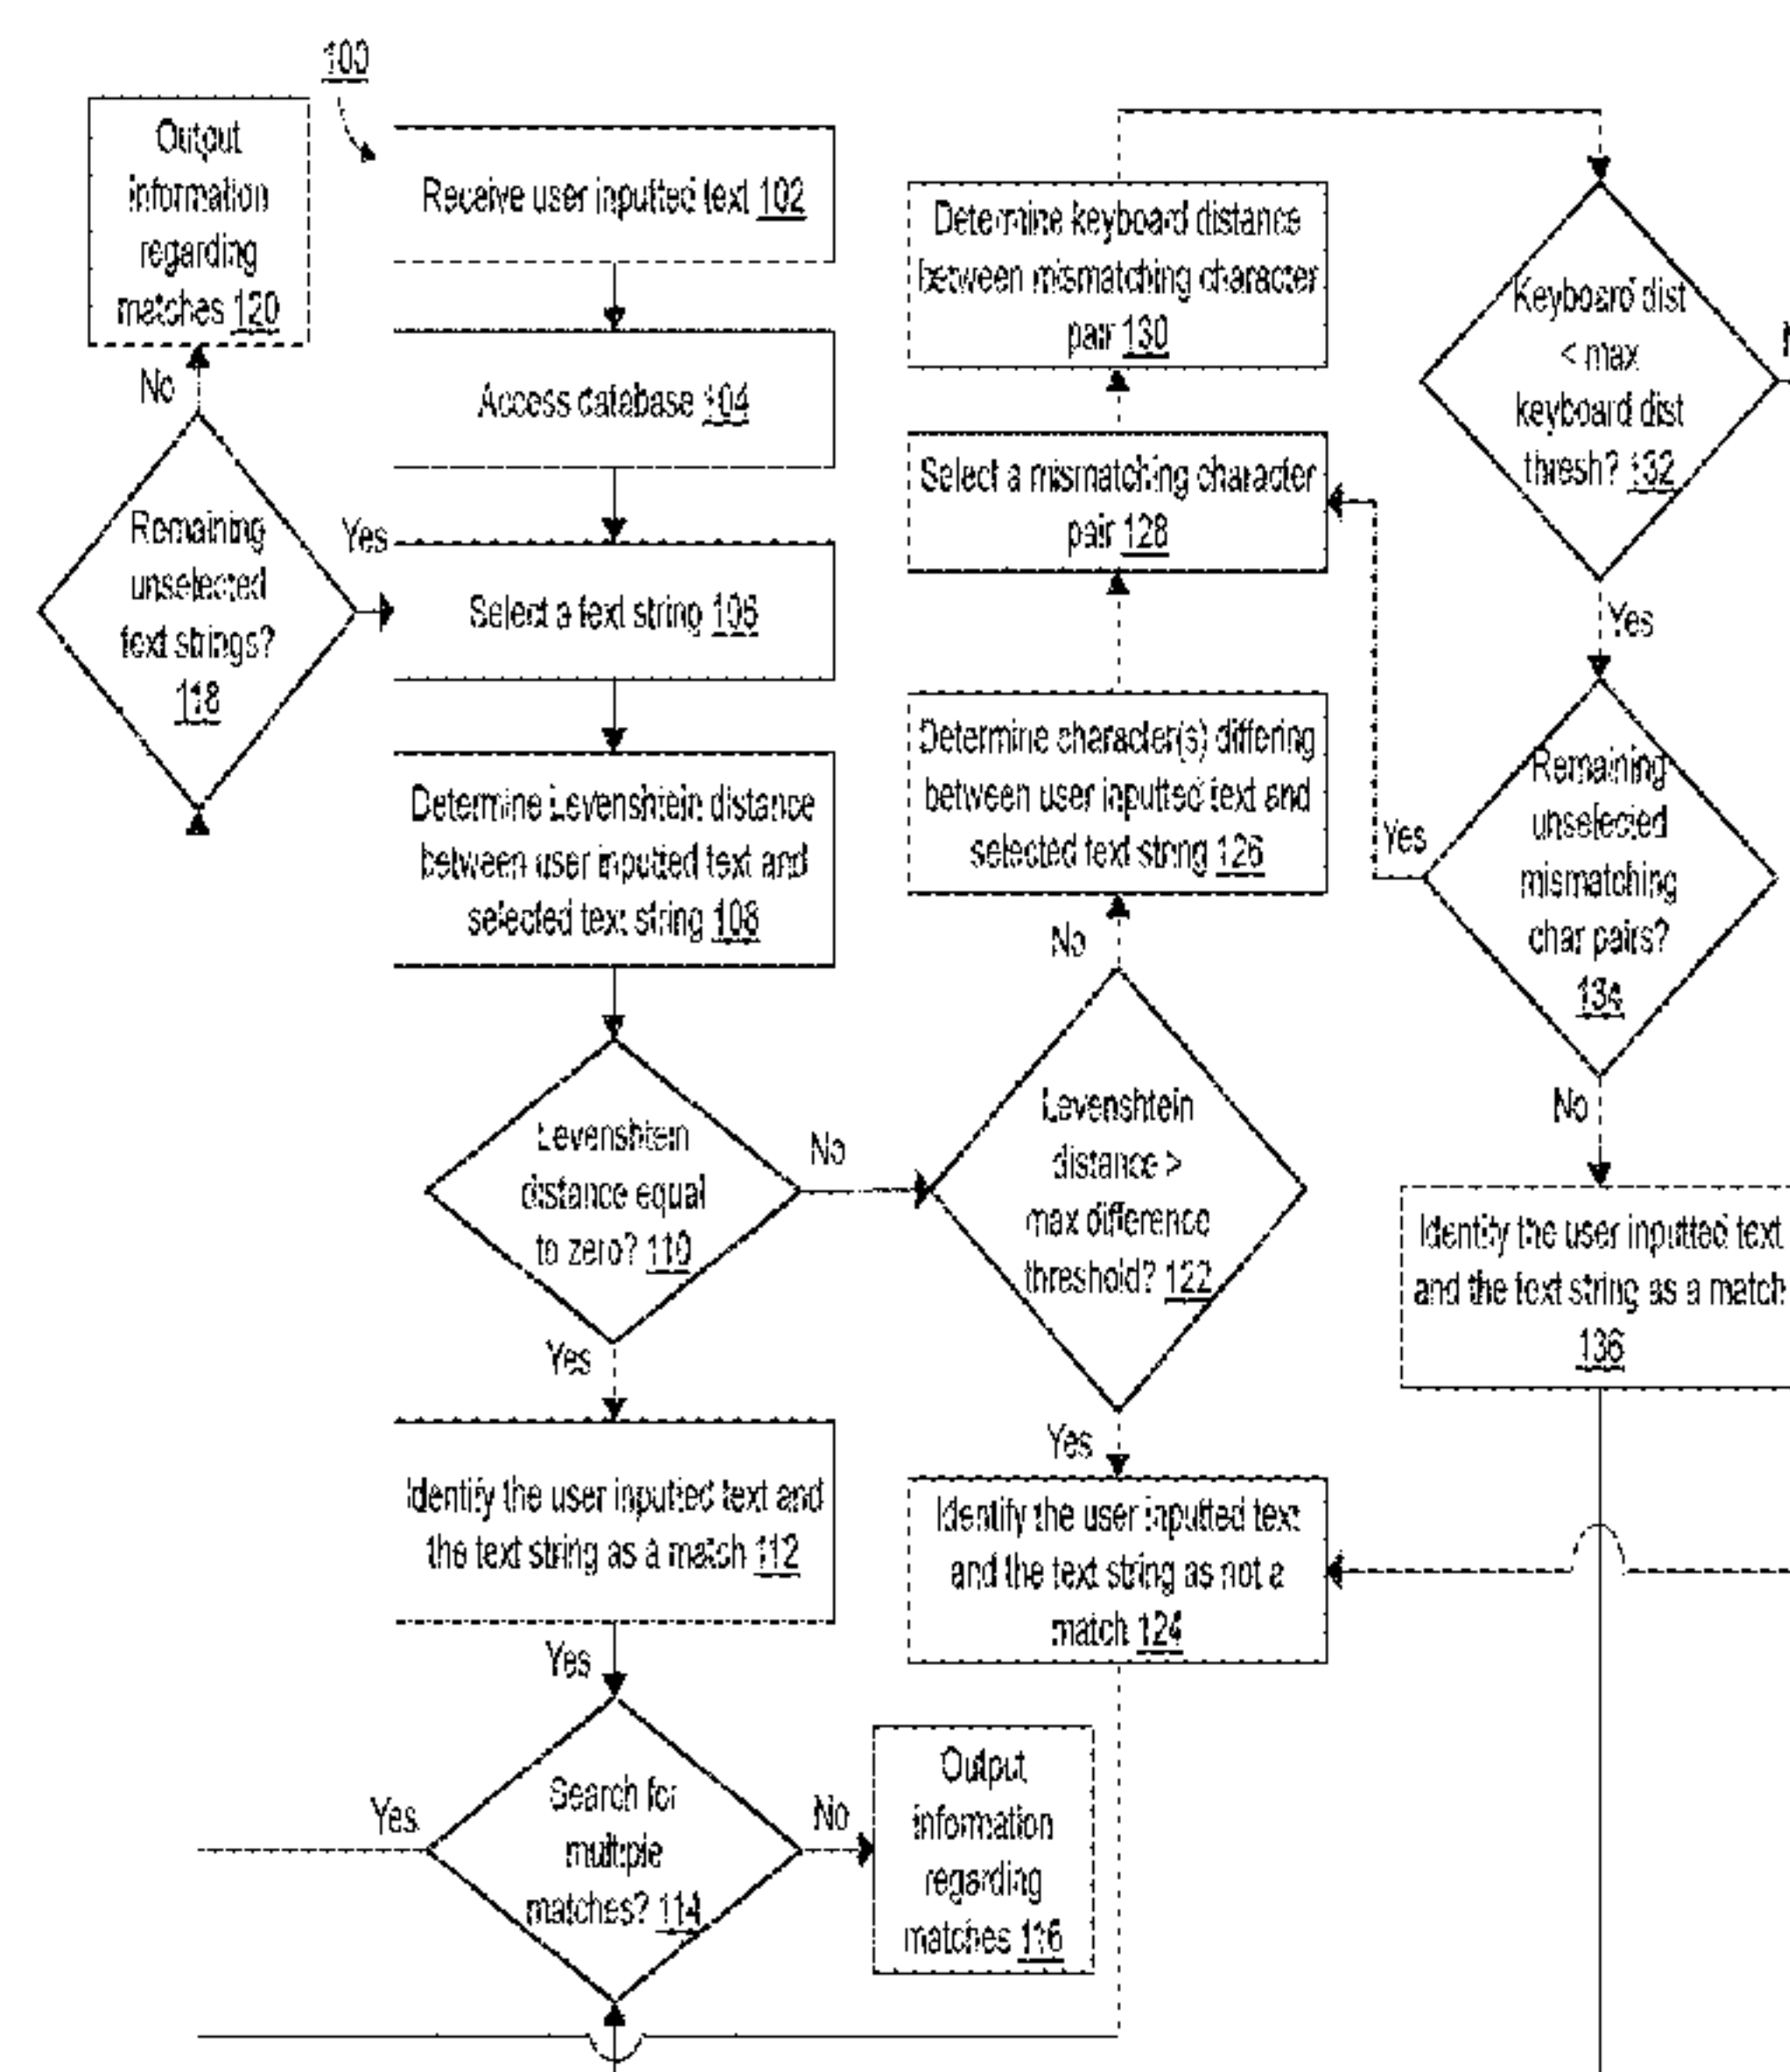 100
Output
information
regarding
matches 120
No
Remaining
unselected
text strings?
118
Yes
Receive user inputted text 102
Access database 104
Select a text string 106
Determine Levenshtein distance
between user inputted text and
selected text string 108
Levenshtein
distance equal
to zero? 110
No
Yes
Identify the user inputted text and
the text string as a match 112
Yes
Search for
multiple
matches? 114
Yes
No
Output
information
regarding
matches 116
Determine keyboard distance
between mismatching character
pair 130
Select a mismatching character
pair 128
Determine character(s) differing
between user inputted text and
selected text string 126
No
Levenshtein
distance >
max difference
threshold? 122
Yes
Identify the user inputted text
and the text string as not a
match 124
Keyboard dist
< max
keyboard dist
thresh? 132
Yes
Remaining
unselected
mismatching
char pairs?
134
Yes
No
Identify the user inputted text
and the text string as a match
136